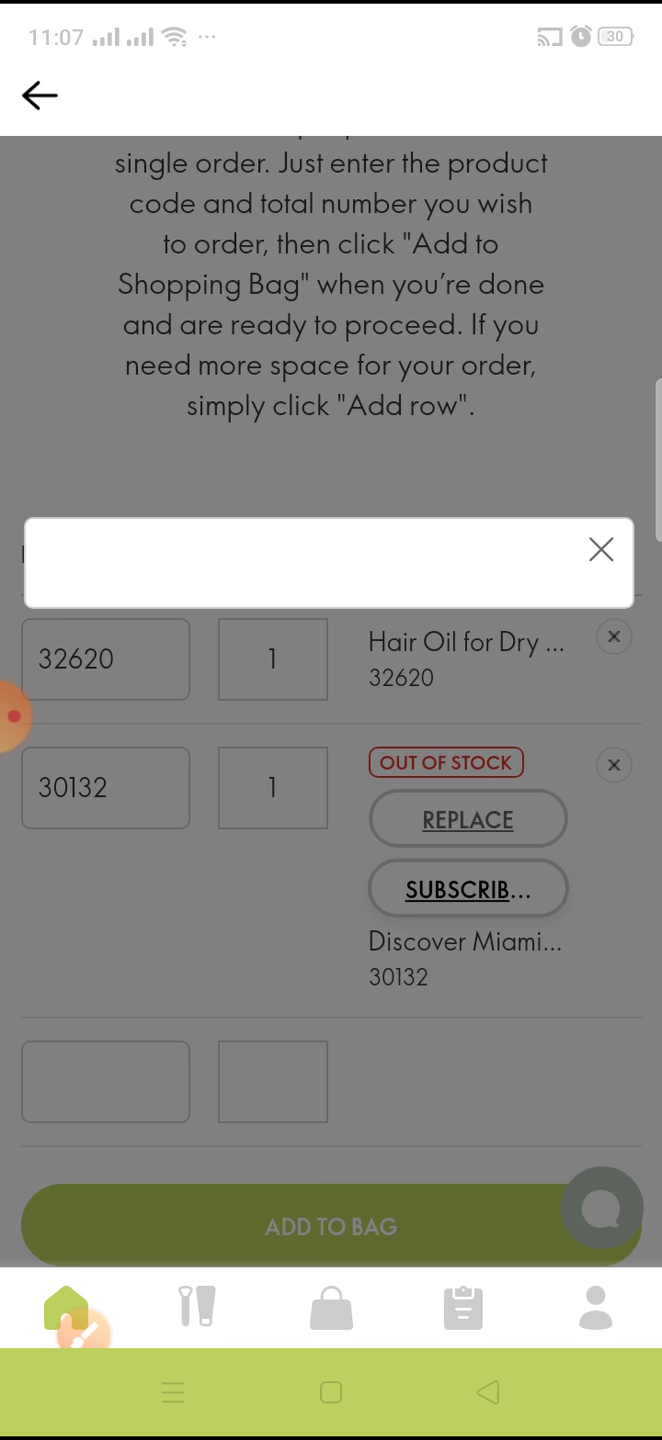 11:07
30
single order. Just enter the product
code and total number you wish
to order, then click "Add to
Shopping Bag" when you're done
and are ready to proceed. If you
need more space for your order,
simply click "Add row".
32620
1
Hair Oil for Dry ...
32620
30132
1
OUT OF STOCK
REPLACE
SUBSCRIB...
Discover Miami...
30132
ADD TO BAG